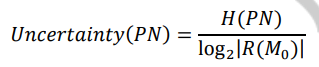 Uncertainty(PN) = H(PN) / log₂|R(M₀)|